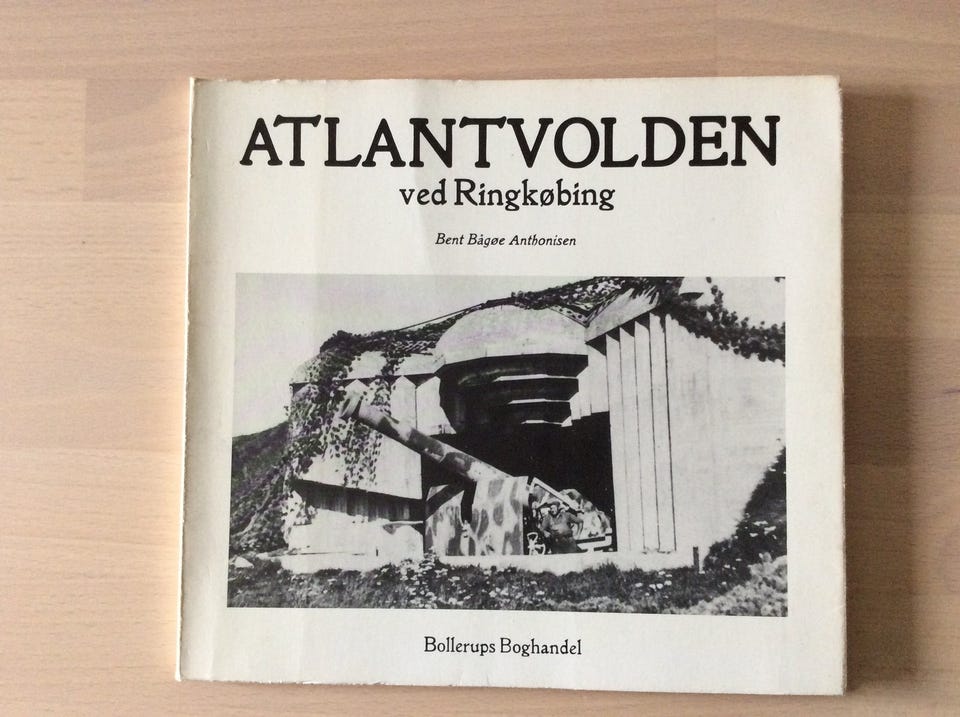 ATLANTVOLDEN
ved Ringkøbing
Bent Bågøe Anthonisen
Bollerups Boghandel